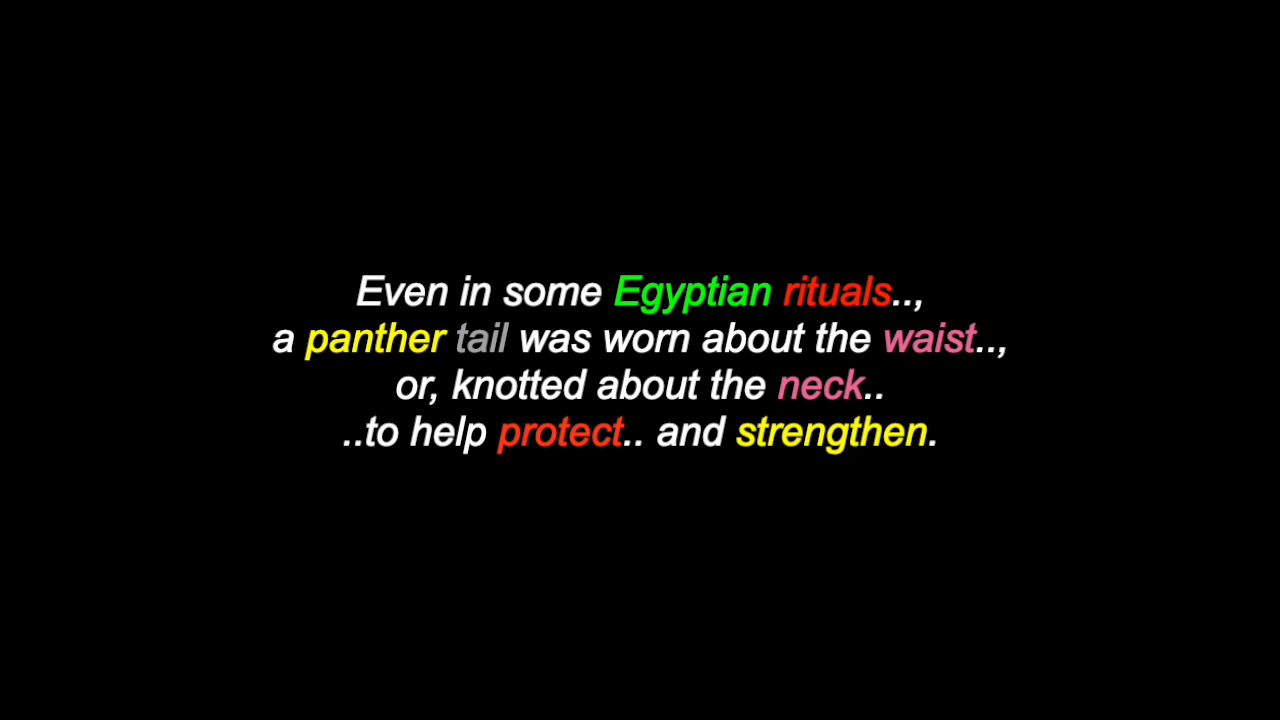 Even in some Egyptian rituals..,
a panther tail was worn about the waist..,
or, knotted about the neck..
..to help protect.. and strengthen.